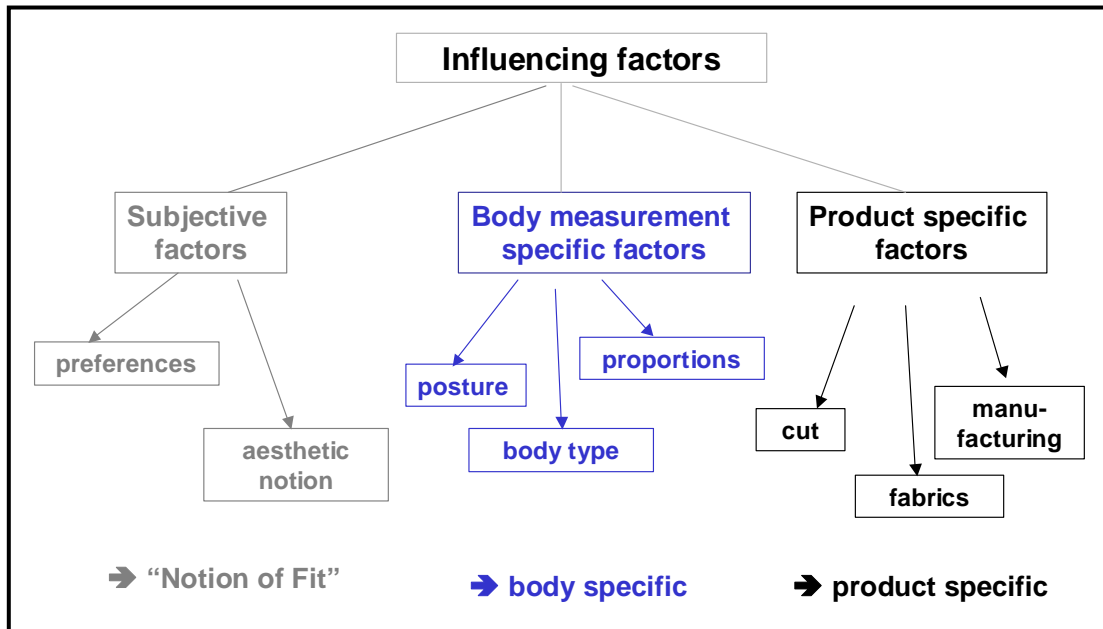 Influencing factors
Subjective
factors
Body measurement
specific factors
Product specific
factors
preferences
aesthetic
notion
posture
body type
proportions
cut
fabrics
manu-
facturing
➔ “Notion of Fit”
➔ body specific
➔ product specific